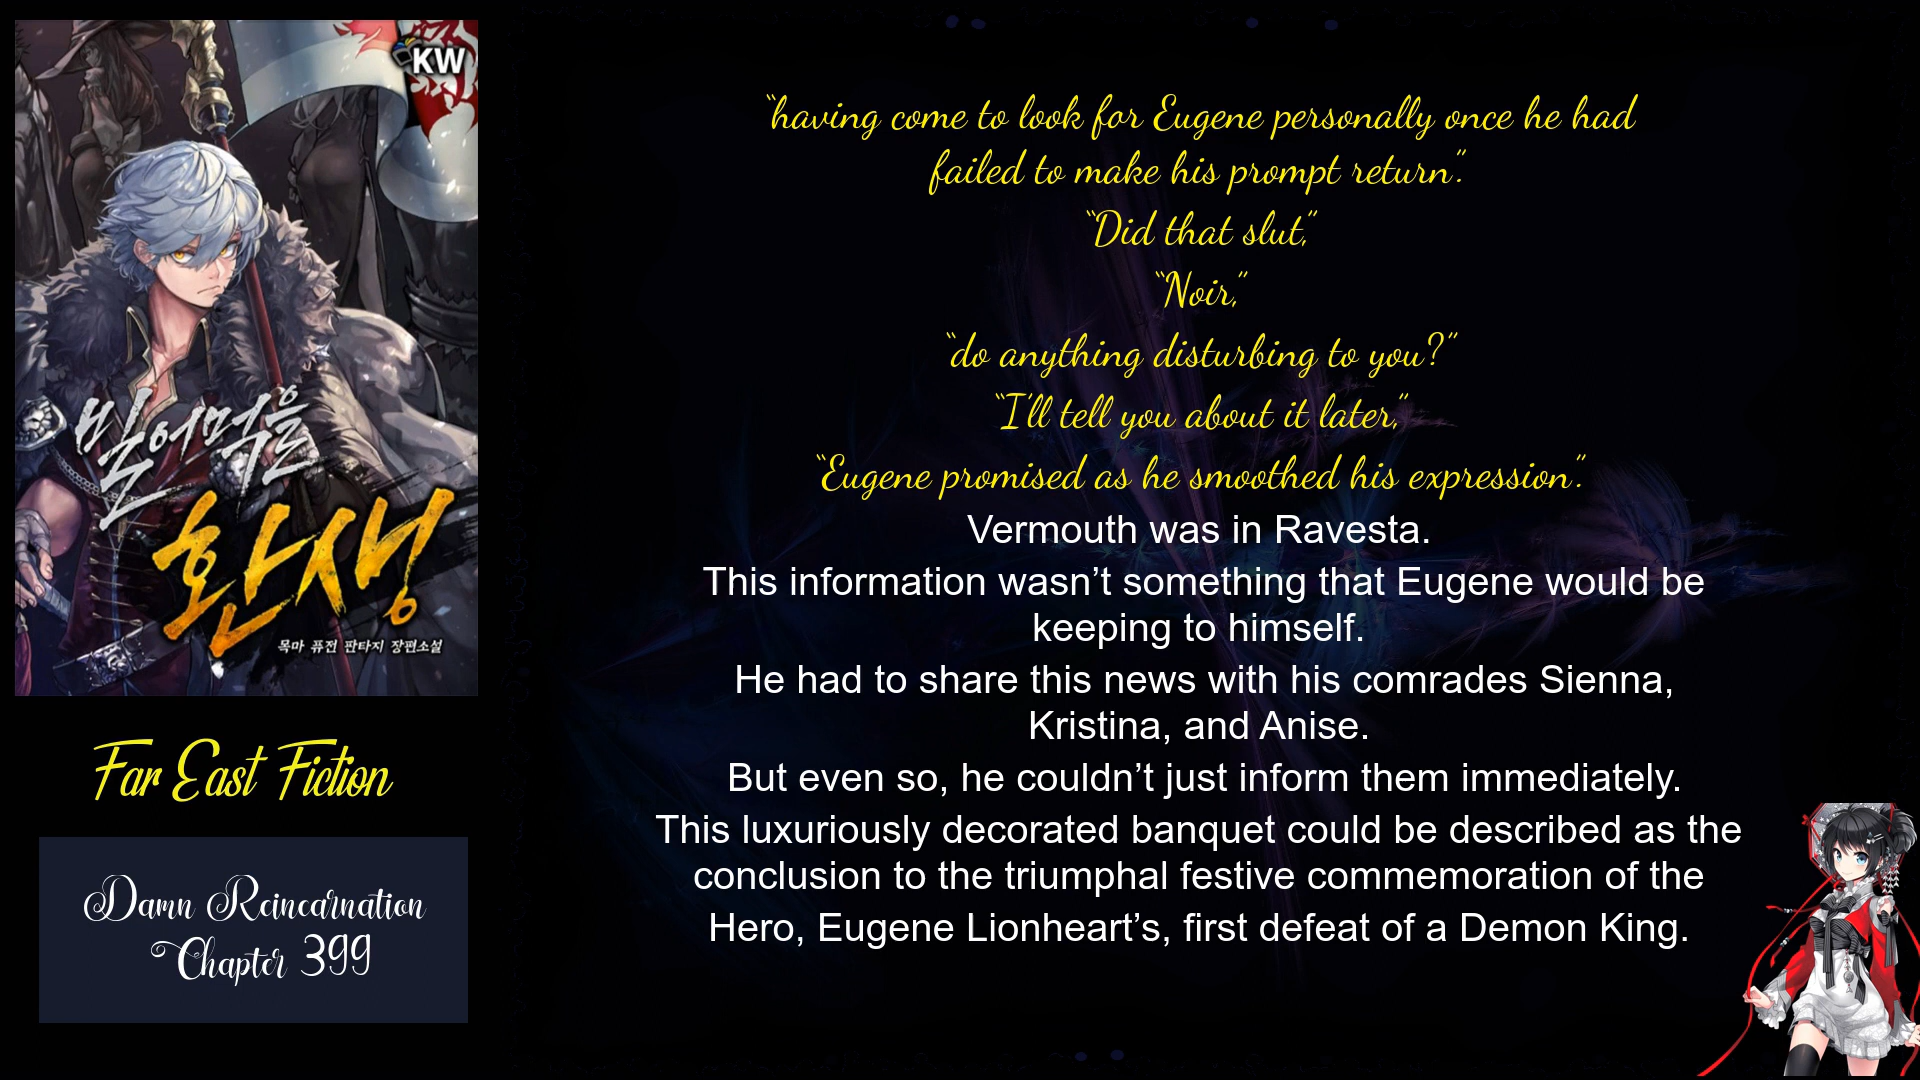 KW
빌어먹을
환생
목마 퓨전 판타지 장편소설
Far East Fiction
Damn Reincarnation
Chapter 399
“having come to look for Eugene personally once he had
failed to make his prompt return”.
“Did that slut,”
“Noir,”
“do anything disturbing to you?”
“I’ll tell you about it later,”
“Eugene promised as he smoothed his expression”.
Vermouth was in Ravesta.
This information wasn’t something that Eugene would be
keeping to himself.
He had to share this news with his comrades Sienna,
Kristina, and Anise.
But even so, he couldn’t just inform them immediately.
This luxuriously decorated banquet could be described as the
conclusion to the triumphal festive commemoration of the
Hero, Eugene Lionheart’s, first defeat of a Demon King.